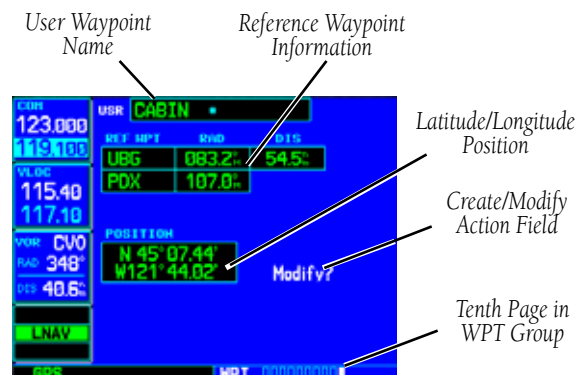 User Waypoint
Name
Reference Waypoint
Information
COM
123.000
119.100
VLOC
115.40
117.10
VOR CVO
RAD 348°
DIS 40.6
LNAV
GPS
USR CABIN
REF WPT RAD DIS
UBG 083.2° 54.5
PDX 107.0°
POSITION
N 45°07.44'
W121°44.02'
Modify?
WPT
Latitude/Longitude
Position
Create/Modify
Action Field
Tenth Page in
WPT Group